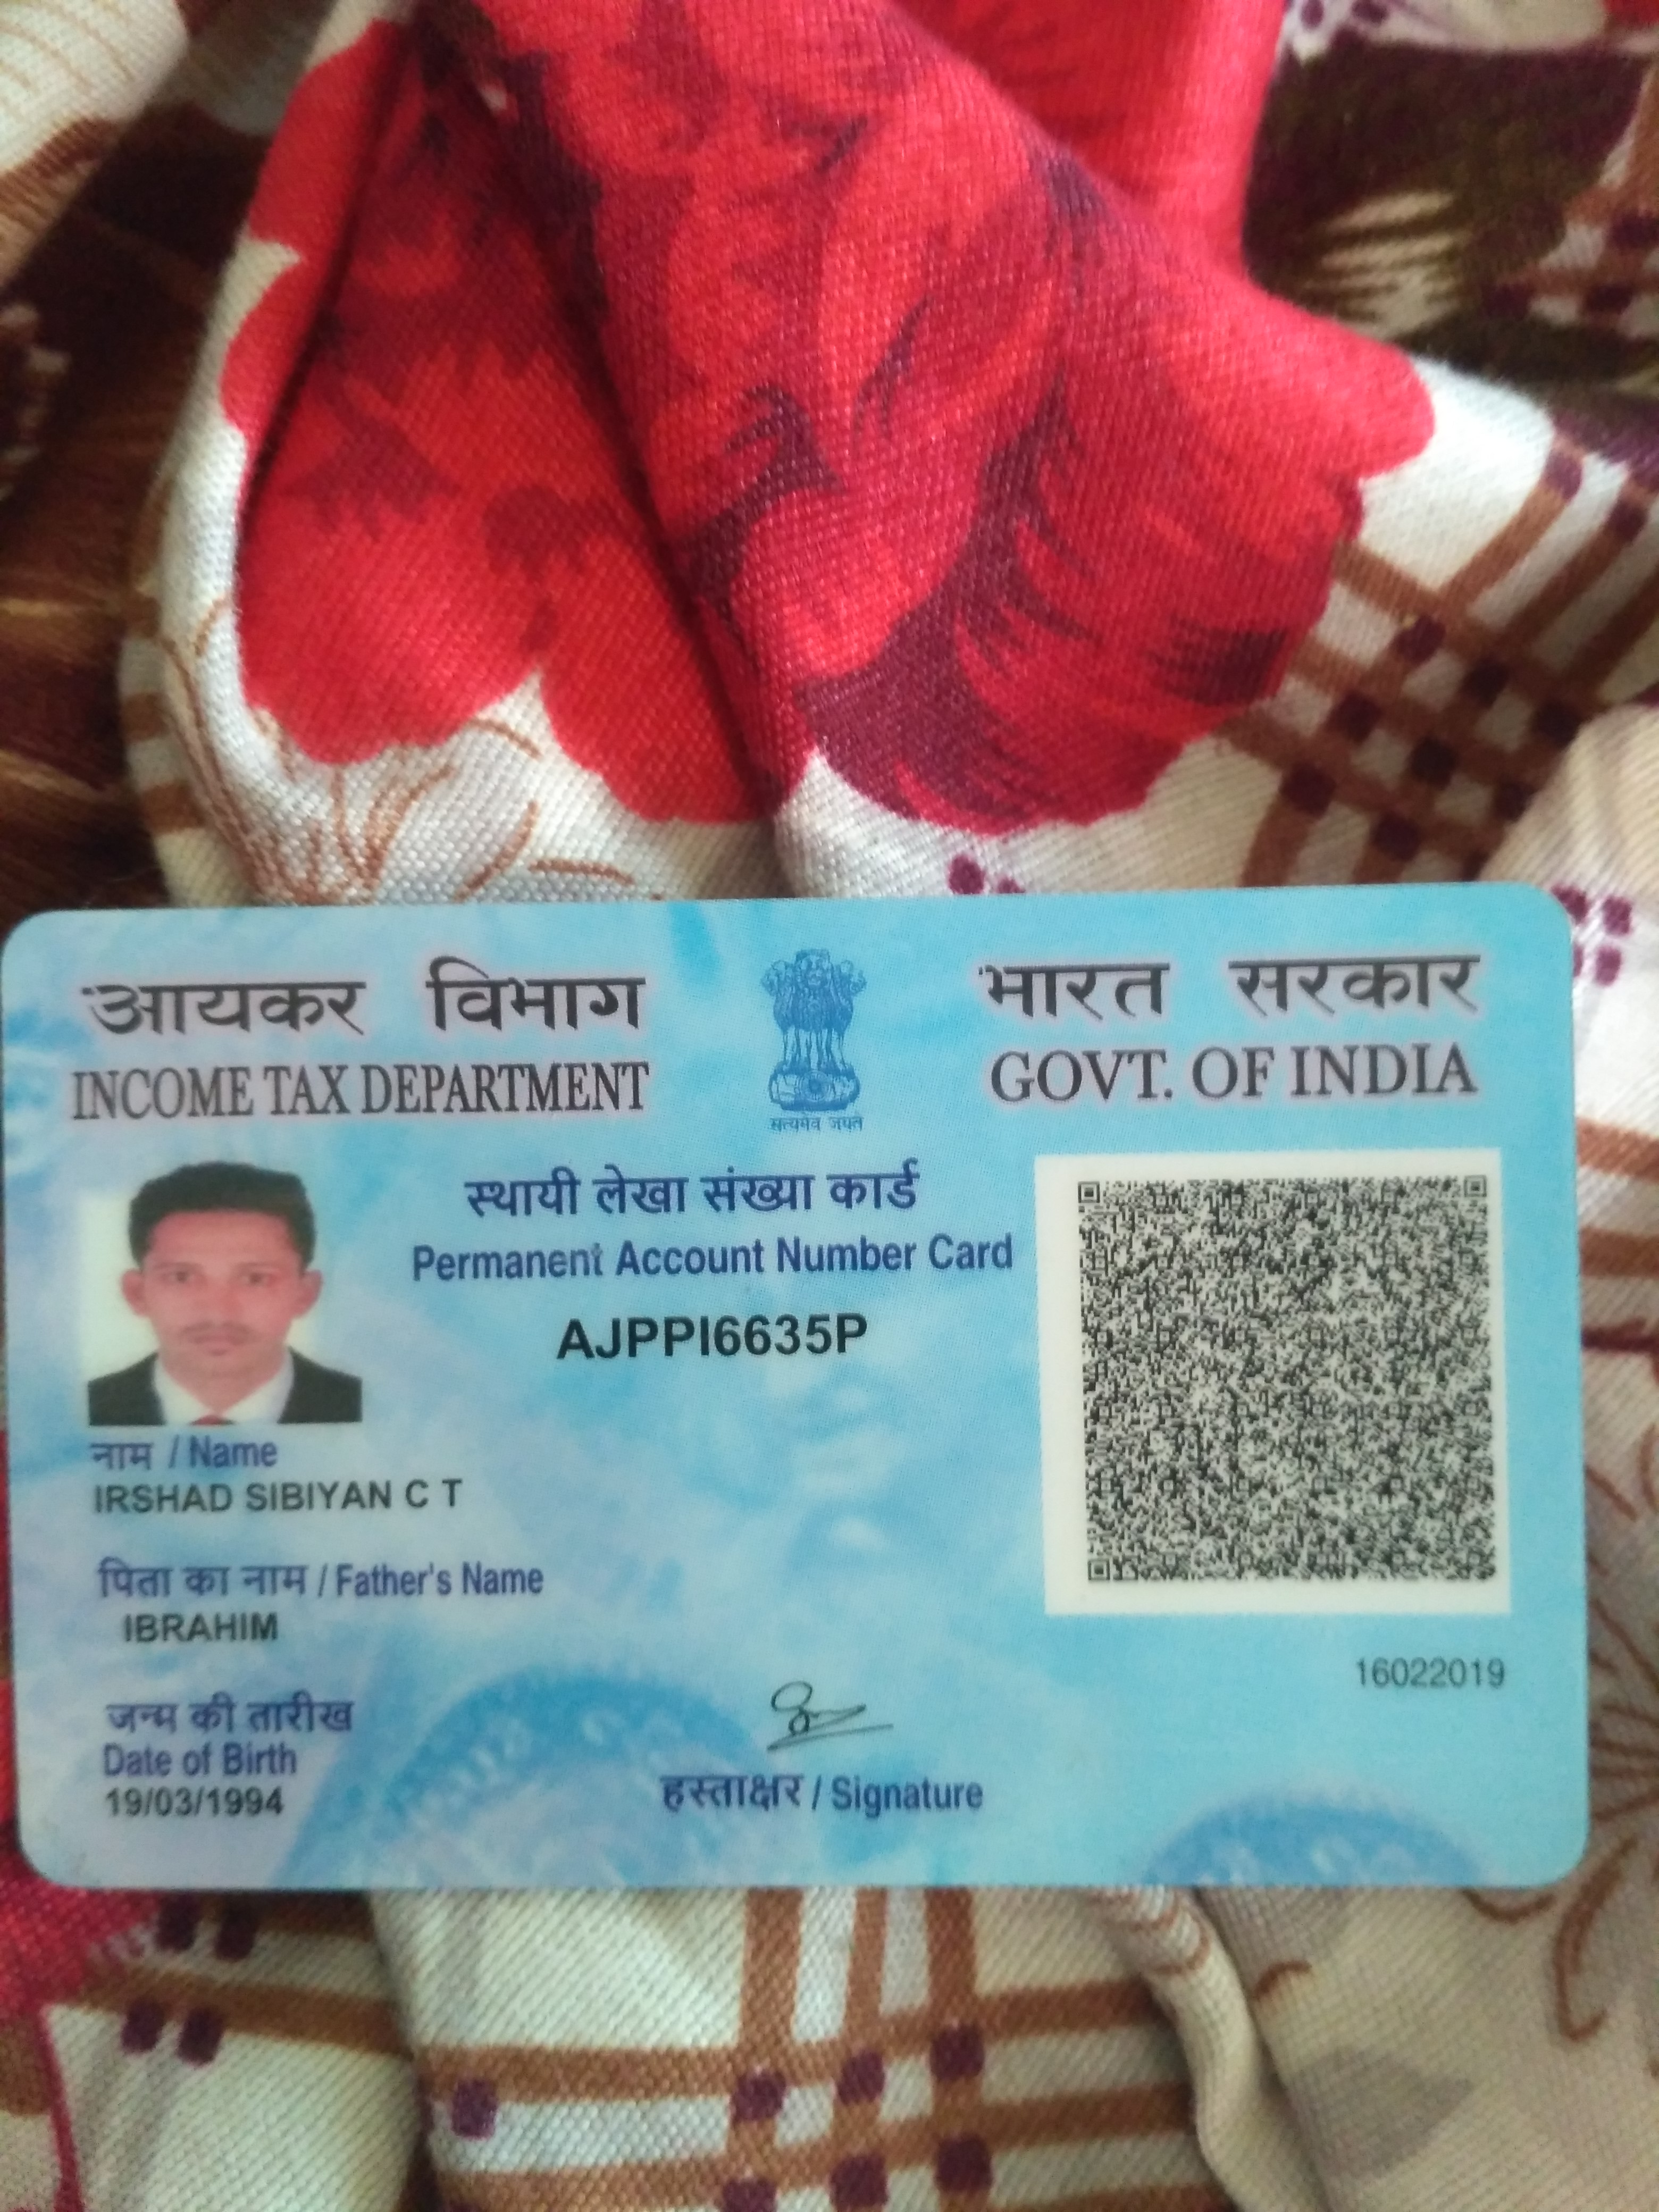 आयकर विभाग
INCOME TAX DEPARTMENT
सत्यमेव जयते
भारत सरकार
GOVT. OF INDIA
स्थायी लेखा संख्या कार्ड
Permanent Account Number Card
AJPPI6635P
नाम / Name
IRSHAD SIBIYAN C T
पिता का नाम / Father's Name
IBRAHIM
16022019
जन्म की तारीख
Date of Birth
19/03/1994
हस्ताक्षर / Signature